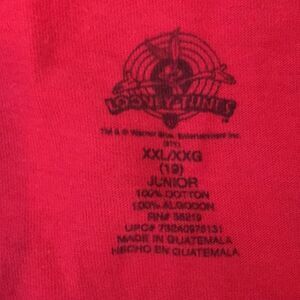 LOONEY TUNES
™ & © Warner Bros. Entertainment Inc.
XXL/XXG
(19)
JUNIOR
100% COTTON
100% ALGODON
RN# 56219
MADE IN GUATEMALA
HECHO EN GUATEMALA